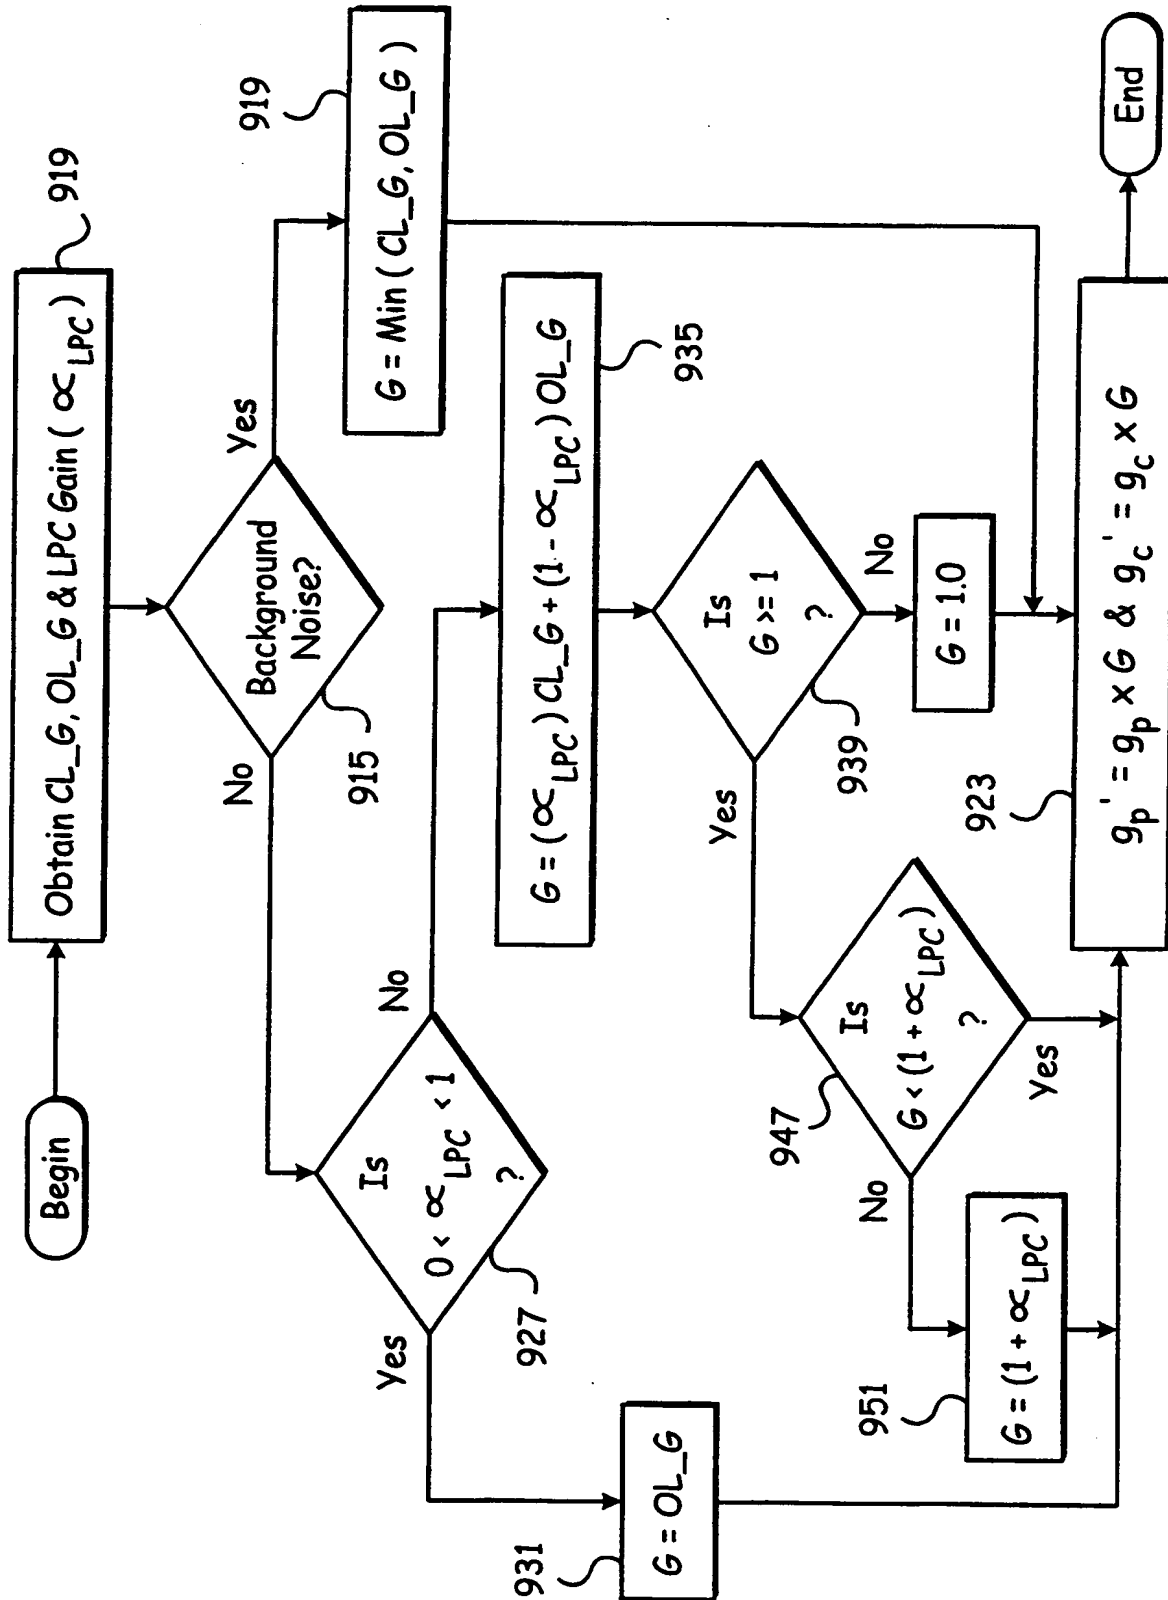 Begin
Obtain CL_G, OL_G & LPC Gain ( ∝LPC)
919
Background
Noise?
915
Yes
No
G = Min ( CL_G, OL_G )
919
Is
0 < ∝LPC < 1
?
927
Yes
No
G = OL_G
931
G = (∝LPC) CL_G + (1 - ∝LPC) OL_G
935
Is
G >= 1
?
939
Yes
No
G = 1.0
Is
G < (1 + ∝LPC)
?
947
No
Yes
G = (1 + ∝LPC)
951
gp' = gp x G & gc' = gc x G
923
End